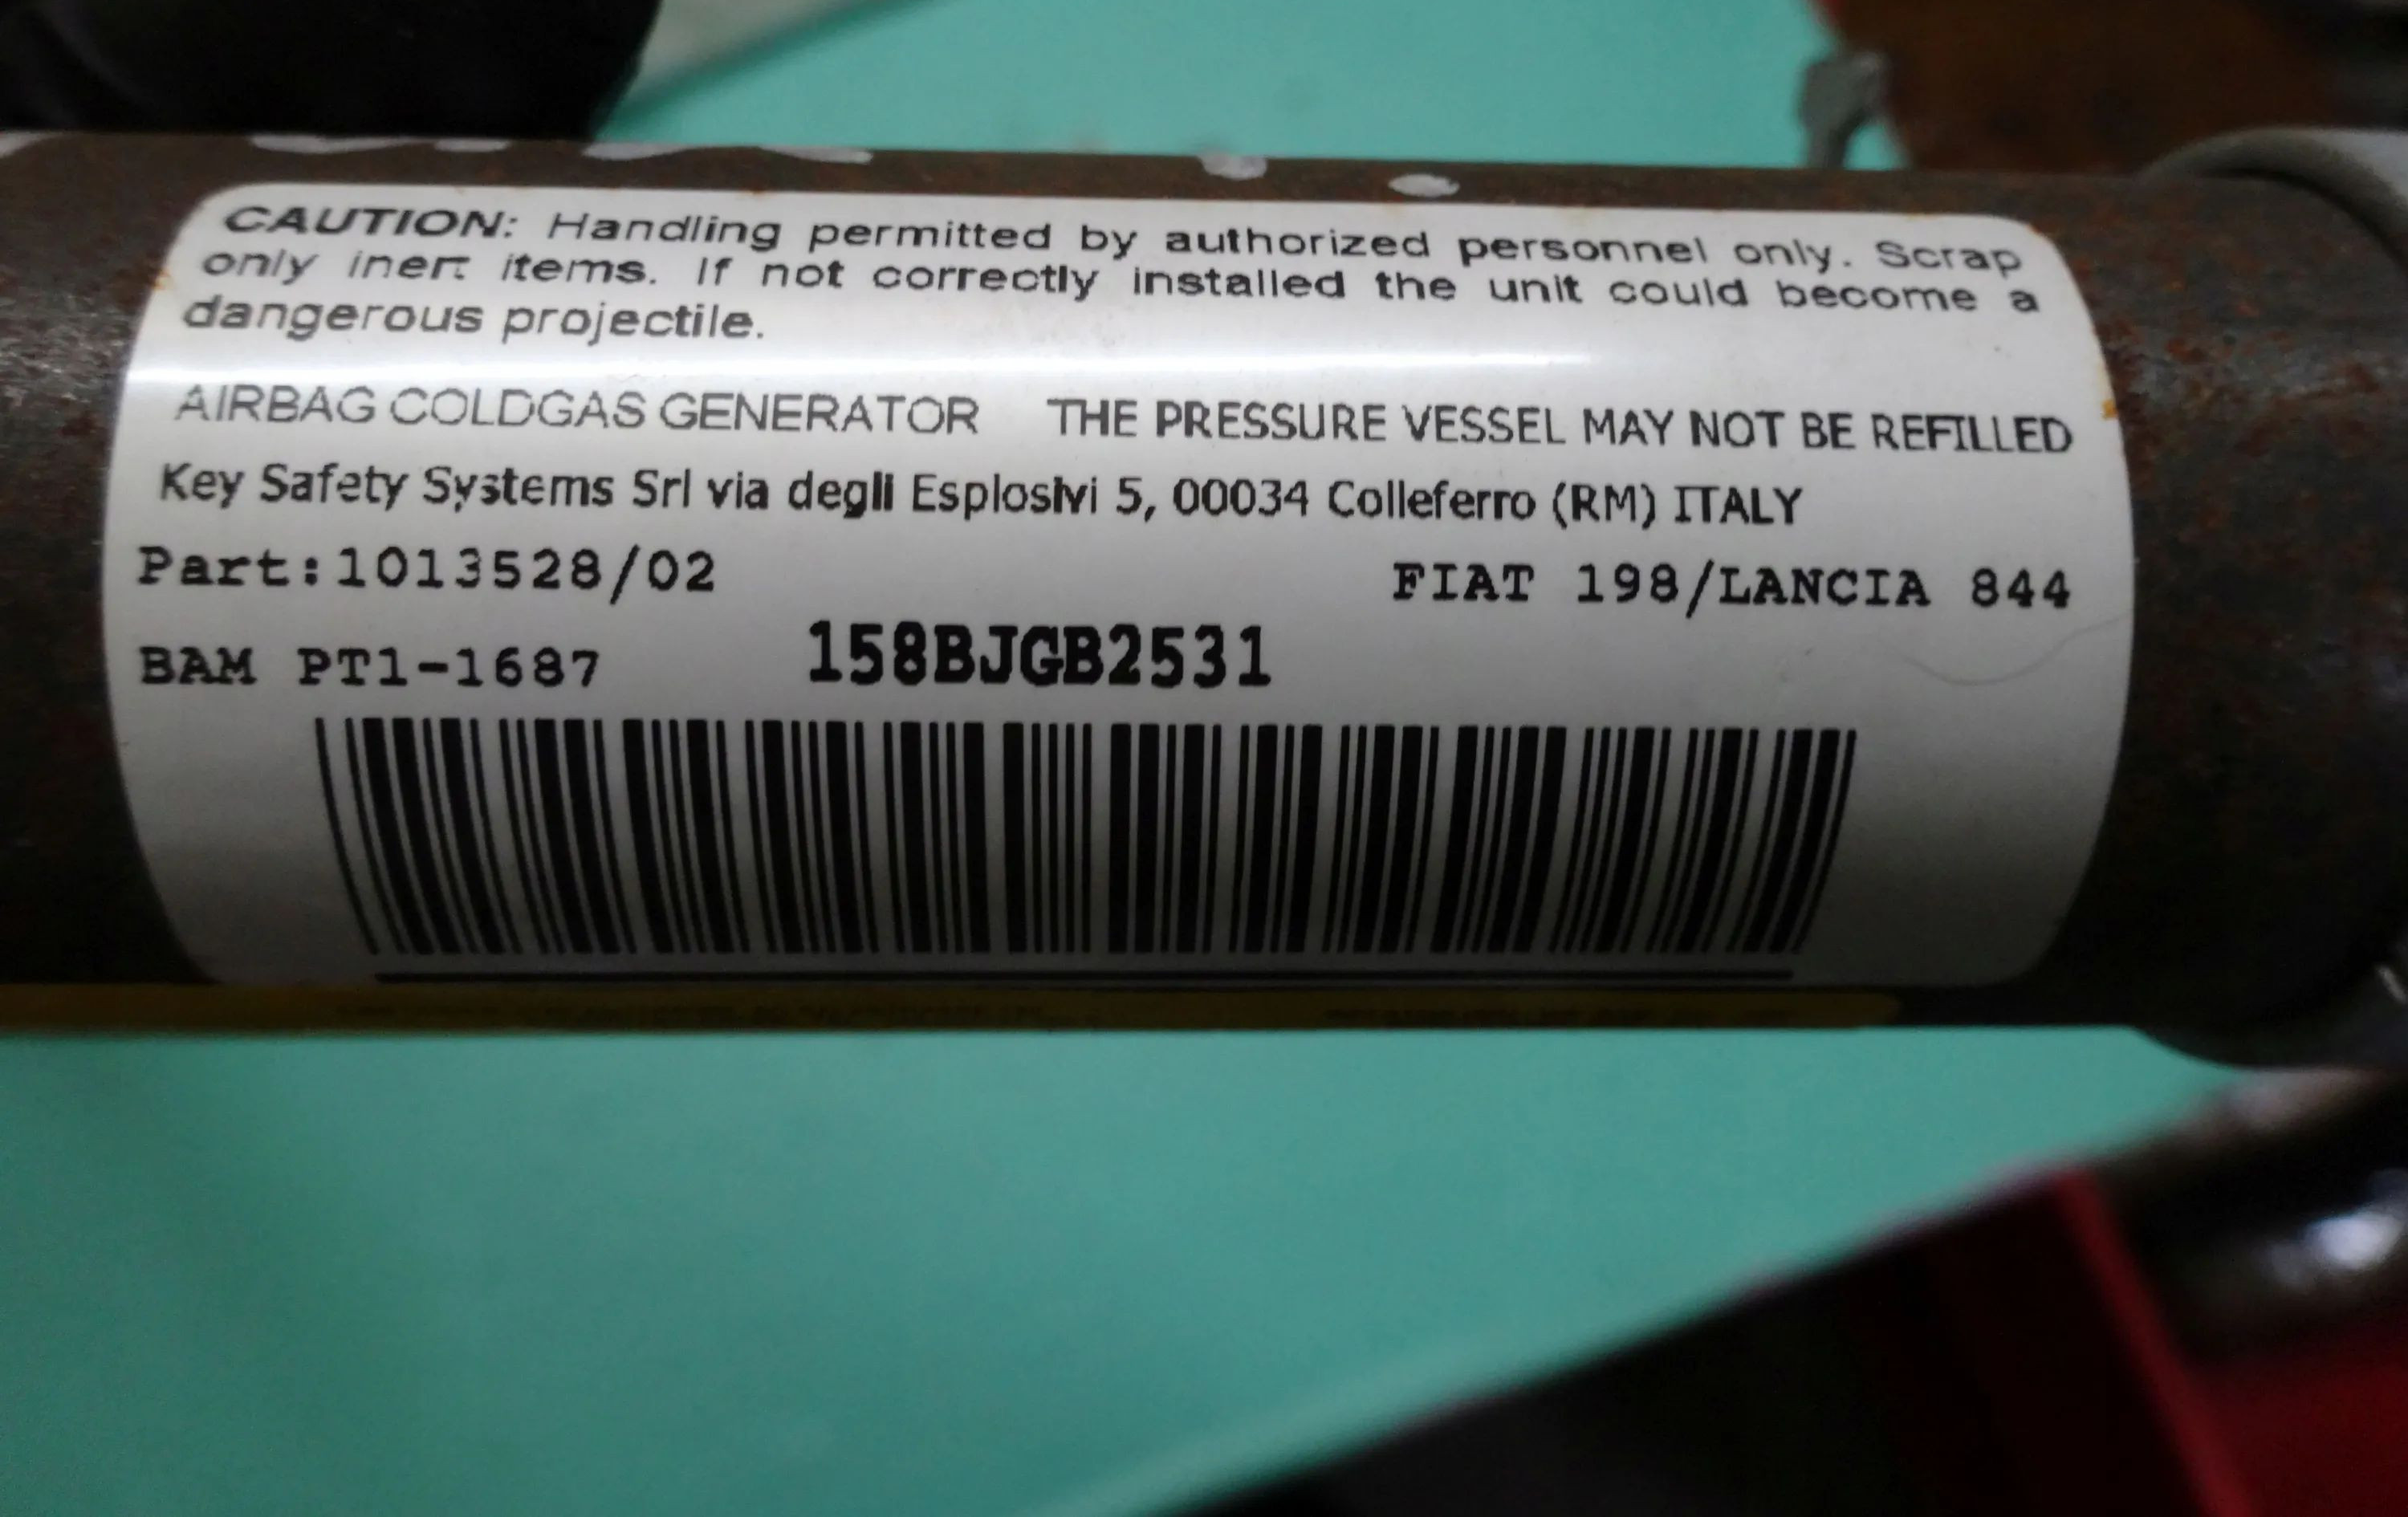 CAUTION: Handling permitted by authorized personnel only. Scrap
only inert items. If not correctly installed the unit could become a
dangerous projectile.
AIRBAG COLDGAS GENERATOR THE PRESSURE VESSEL MAY NOT BE REFILLED
Key Safety Systems Srl via degli Esplosivi 5, 00034 Colleferro (RM) ITALY
Part:1013528/02 FIAT 198/LANCIA 844
BAM PT1-1687 158BJGB2531